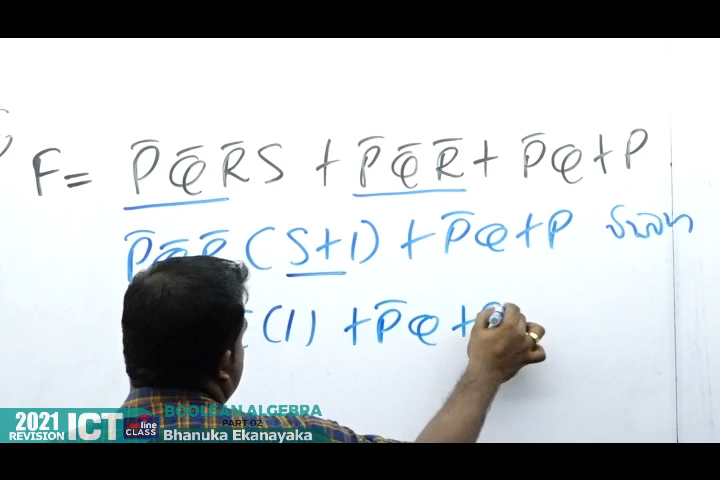 F = P̄Q̄R̄S + P̄Q̄R̄ + P̄Q + P
P̄Q̄R̄ (S+1) + P̄Q + P
(1) + P̄Q +
2021
REVISION
ICT
online
CLASS
BOOLEAN ALGEBRA
PART 02
Bhanuka Ekanayaka